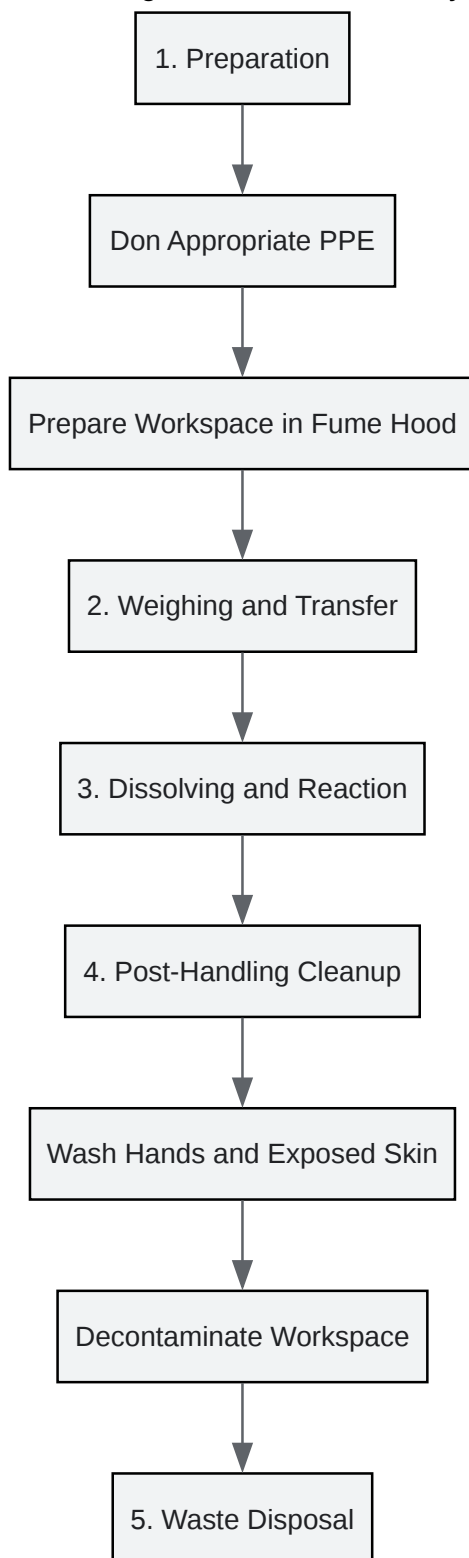 1. Preparation
Don Appropriate PPE
Prepare Workspace in Fume Hood
2. Weighing and Transfer
3. Dissolving and Reaction
4. Post-Handling Cleanup
Wash Hands and Exposed Skin
Decontaminate Workspace
5. Waste Disposal